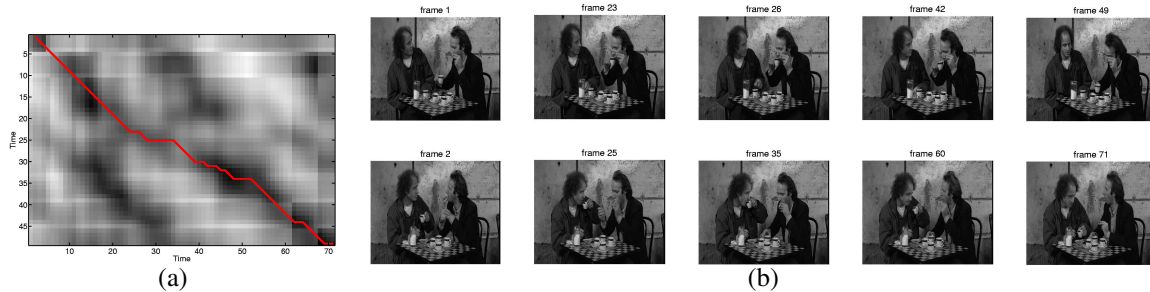 frame 1
frame 23
frame 26
frame 42
frame 49
5
10
15
20
25
30
35
40
45
Time
10 20 30 40 50 60 70
Time
frame 2
frame 25
frame 35
frame 60
frame 71
(a)
(b)